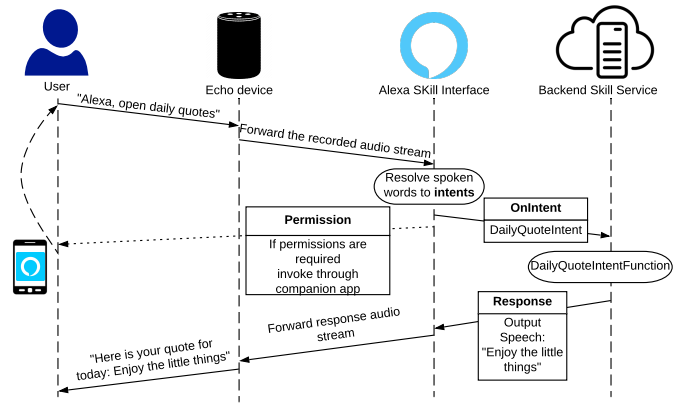 User
Echo device
Alexa SKill Interface
Backend Skill Service
"Alexa, open daily quotes"
Forward the recorded audio stream
Resolve spoken
words to intents
OnIntent
DailyQuoteIntent
Permission
If permissions are
required
invoke through
companion app
DailyQuoteIntentFunction
Response
Output
Speech:
"Enjoy the little
things"
Forward response audio
stream
"Here is your quote for
today: Enjoy the little things"